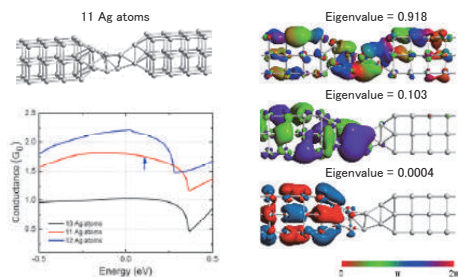 11 Ag atoms
Eigenvalue = 0.918
Eigenvalue = 0.103
Eigenvalue = 0.0004
Conductance (G0)
2.5
2.0
1.5
1.0
0.5
10 Ag atoms
11 Ag atoms
12 Ag atoms
-0.5
0.0
0.5
Energy (eV)
0
π
2π